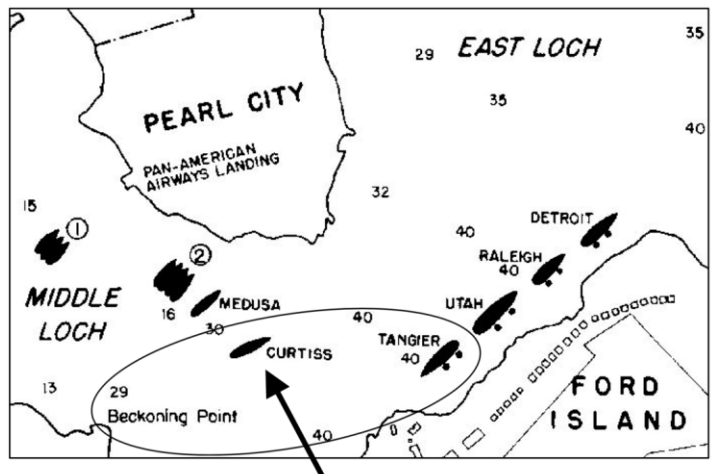 35
EAST LOCH
29
PEARL CITY
35
40
PAN-AMERICAN
AIRWAYS LANDING
32
15
①
DETROIT
40
②
RALEIGH
40
MIDDLE
LOCH
MEDUSA
UTAH
16
30
40
TANGIER
40
CURTISS
13
29
FORD
ISLAND
Beckoning Point
40